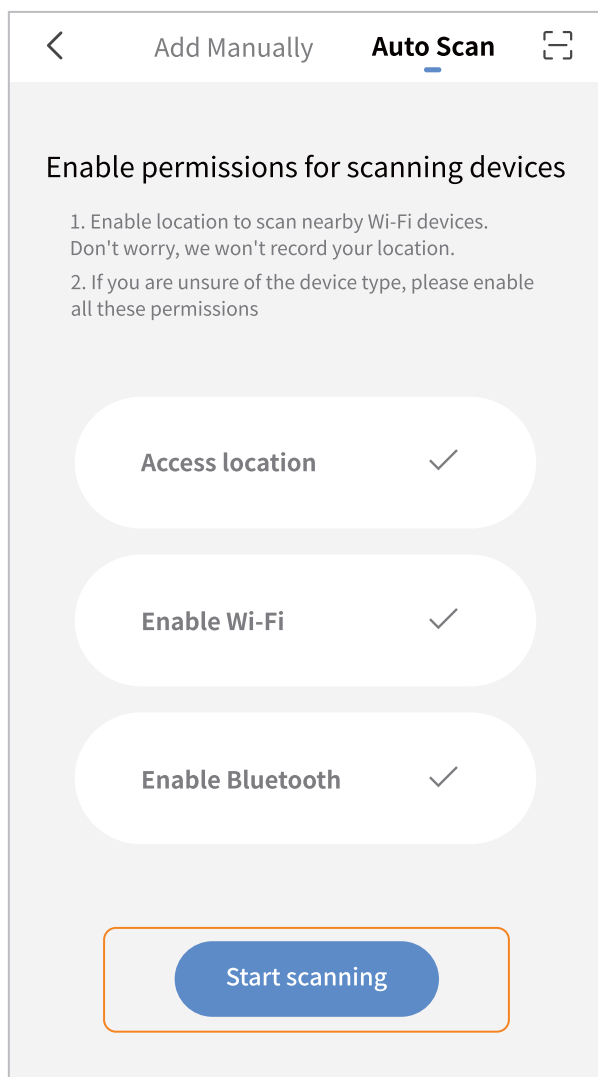 Add Manually Auto Scan
Enable permissions for scanning devices
1. Enable location to scan nearby Wi-Fi devices.
Don't worry, we won't record your location.
2. If you are unsure of the device type, please enable
all these permissions
Access location
Enable Wi-Fi
Enable Bluetooth
Start scanning